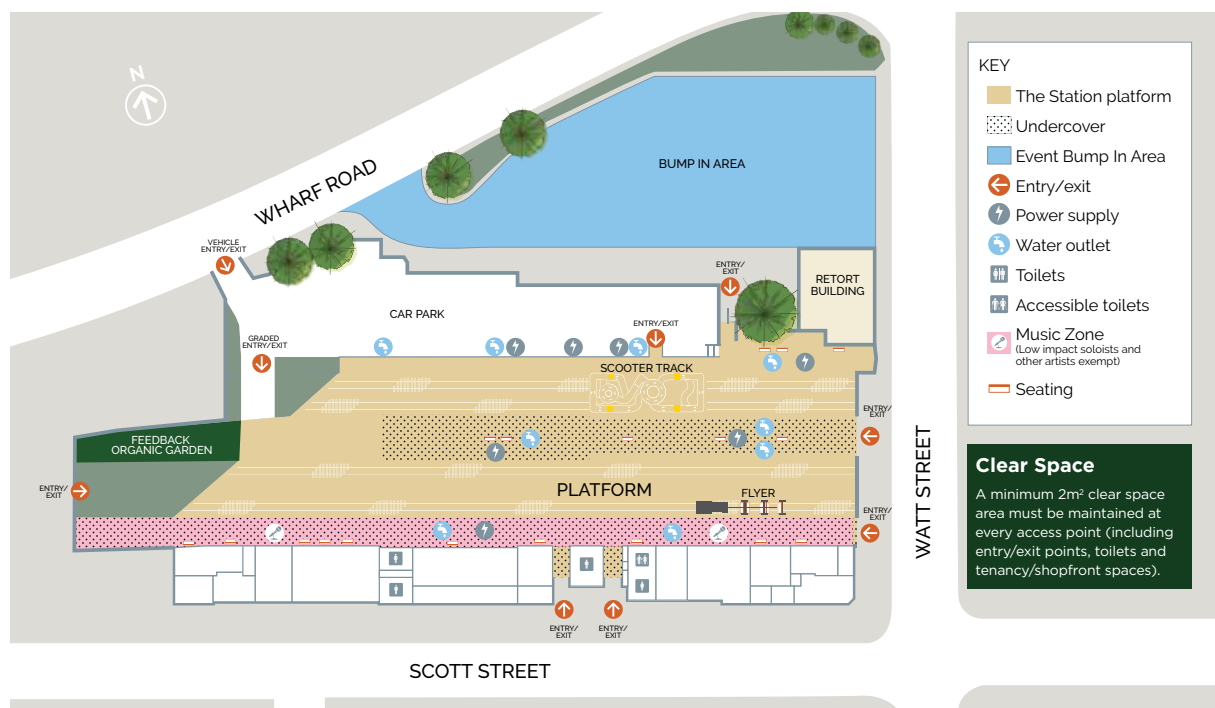 N
WHARF ROAD
BUMP IN AREA
VEHICLE
ENTRY/EXIT
ENTRY/
EXIT
RETORT
BUILDING
CAR PARK
GRADED
ENTRY/EXIT
ENTRY/EXIT
SCOOTER TRACK
ENTRY/
EXIT
FEEDBACK
ORGANIC GARDEN
ENTRY/
EXIT
PLATFORM
FLYER
ENTRY/
EXIT
ENTRY/
EXIT
ENTRY/
EXIT
SCOTT STREET
WATT STREET
KEY
The Station platform
Undercover
Event Bump In Area
Entry/exit
Power supply
Water outlet
Toilets
Accessible toilets
Music Zone
(Low impact soloists and
other artists exempt)
Seating
Clear Space
A minimum 2m² clear space
area must be maintained at
every access point (including
entry/exit points, toilets and
tenancy/shopfront spaces).